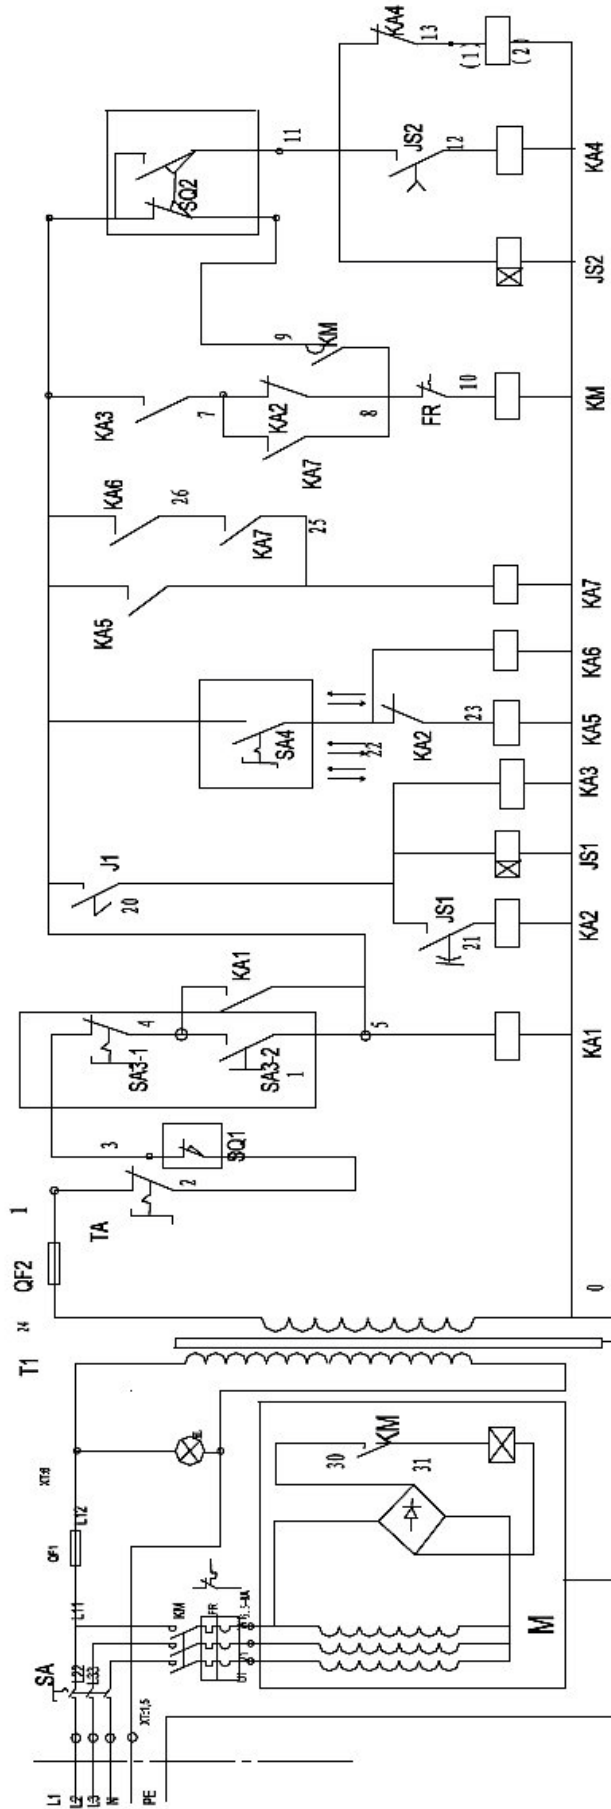 L1
L2
L3
N
PE
SA
L22
L33
L11
QF1
L12
XT:6
XT:1,5
KM
FR
U1
M
30
KM
31
T1
24
QF2
1
0
TA
2
3
SQ1
SA3-1
4
SA3-2
1
KA1
5
KA1
J1
20
JS1
21
KA2
JS1
KA3
SA4
22
KA2
23
KA5
KA6
KA5
KA6
26
KA7
25
KA7
KA3
7
KA2
KA7
8
9
KM
FR
10
KM
SQ2
11
JS2
JS2
12
KA4
KA4
13
(1)
(2)